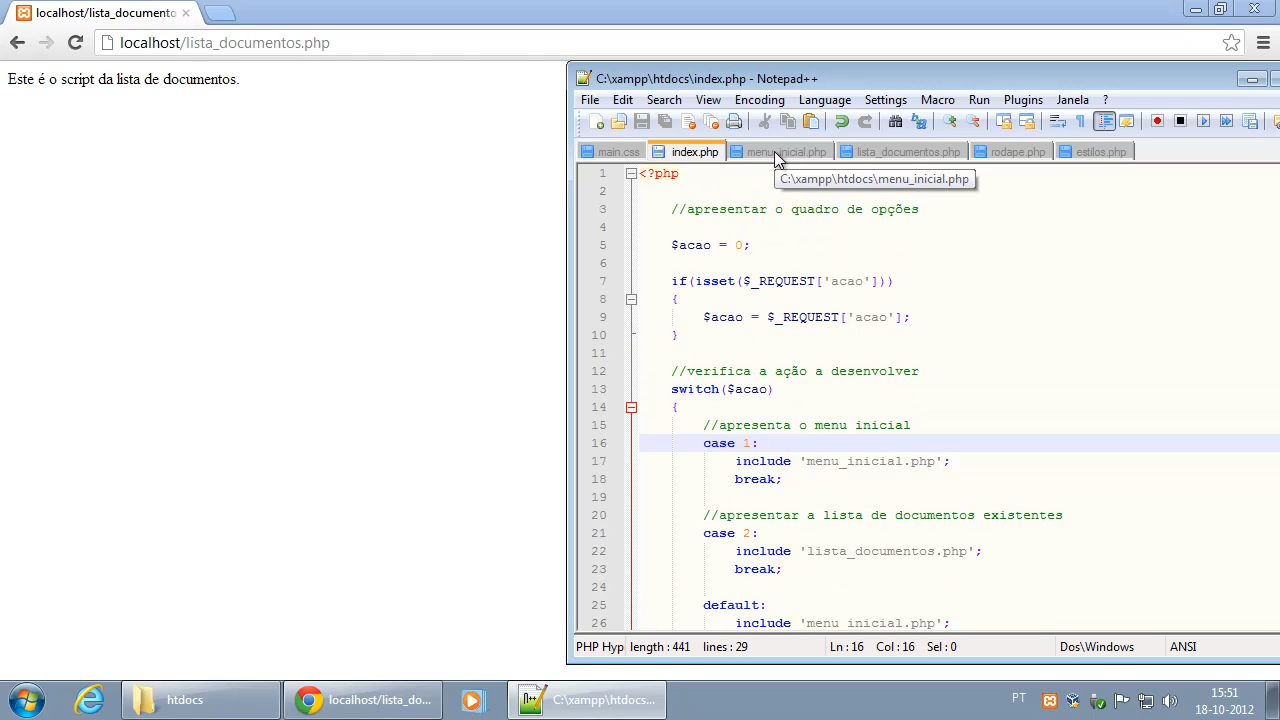 localhost/lista_documento
localhost/lista_documentos.php
Este é o script da lista de documentos.
C:\xampp\htdocs\index.php - Notepad++
File Edit Search View Encoding Language Settings Macro Run Plugins Janela ?
main.css index.php menu_inicial.php lista_documentos.php rodape.php estilos.php
C:\xampp\htdocs\menu_inicial.php
1 <?php
2
3 //apresentar o quadro de opções
4
5 $acao = 0;
6
7 if(isset($_REQUEST['acao']))
8 {
9 $acao = $_REQUEST['acao'];
10 }
11
12 //verifica a ação a desenvolver
13 switch($acao)
14 {
15 //apresenta o menu inicial
16 case 1:
17 include 'menu_inicial.php';
18 break;
19
20 //apresentar a lista de documentos existentes
21 case 2:
22 include 'lista_documentos.php';
23 break;
24
25 default:
26 include 'menu_inicial.php';
PHP Hyp length : 441 lines : 29 Ln : 16 Col : 16 Sel : 0 Dos\Windows ANSI
htdocs localhost/lista_do... C:\xampp\htdocs... PT 15:51
18-10-2012